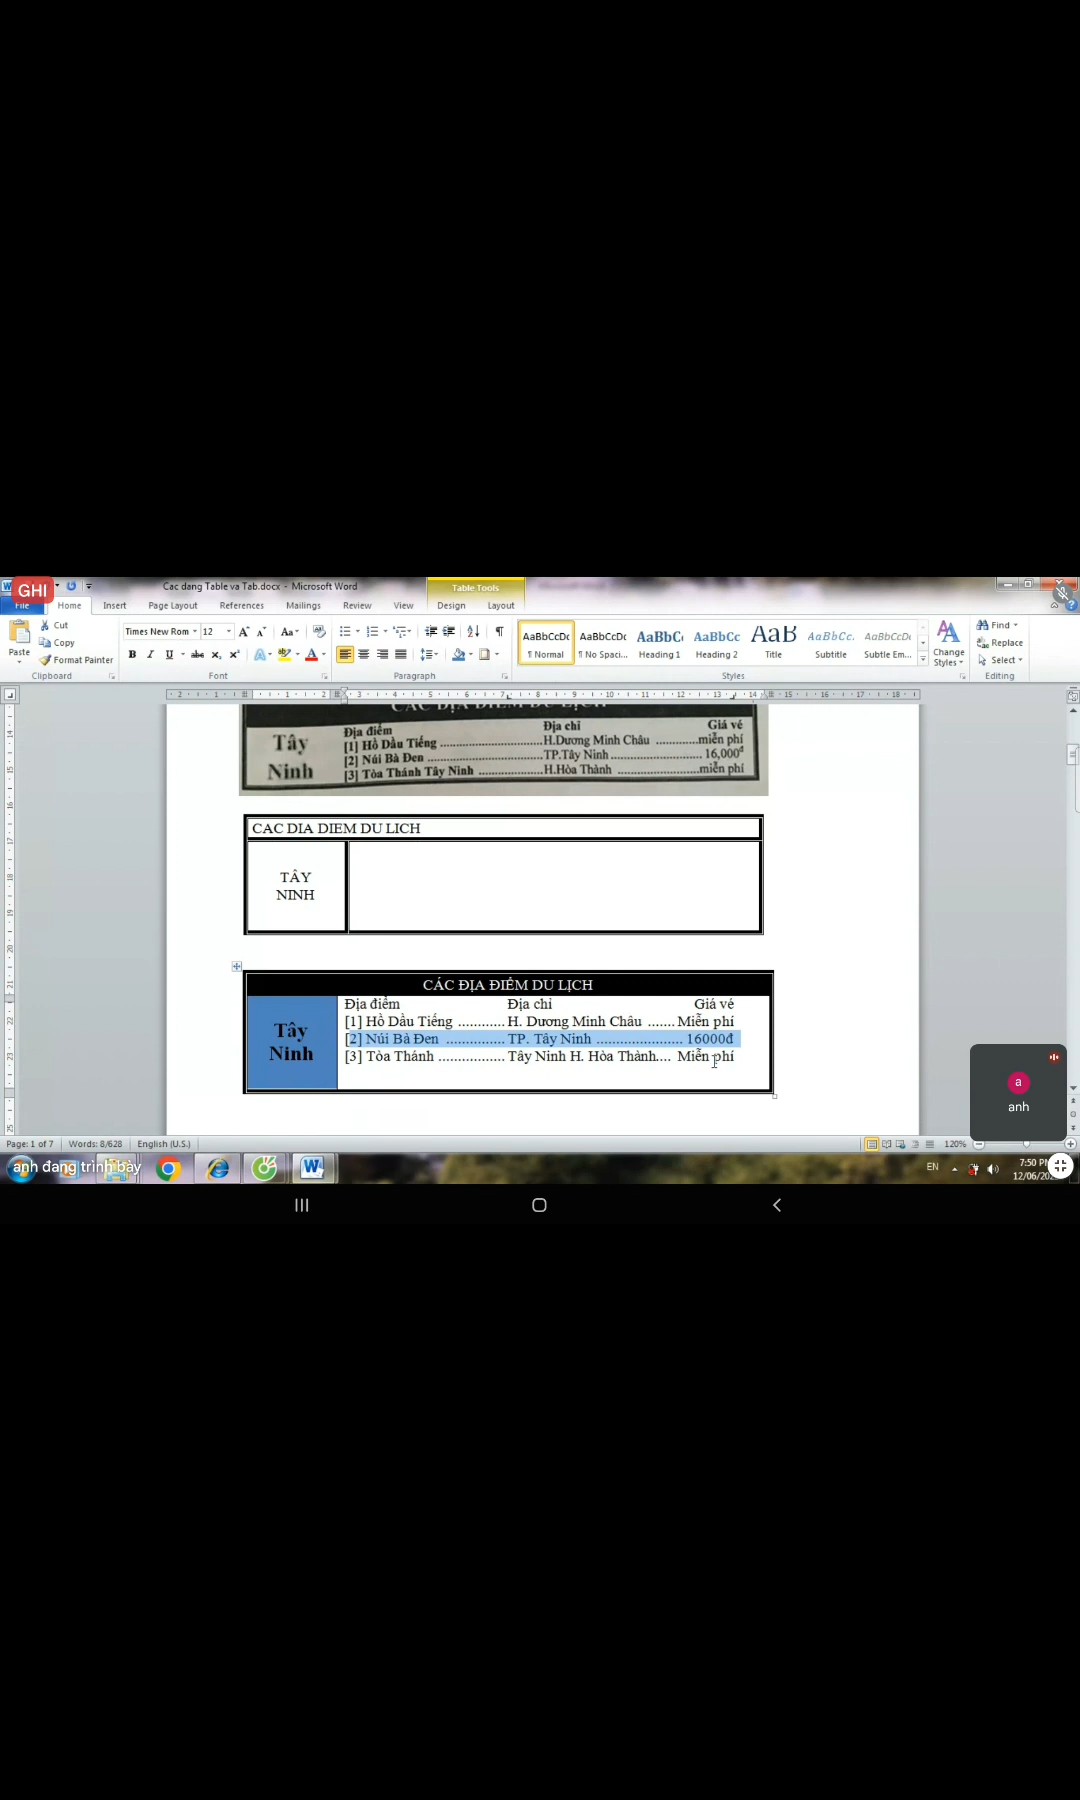 GHI
Cac dang Table va Tab.docx - Microsoft Word
Table Tools
File Home Insert Page Layout References Mailings Review View Design Layout
Paste
Cut
Copy
Format Painter
Clipboard
Times New Rom 12
Font
Paragraph
AaBbCcDc AaBbCcDc AaBbC AaBbCc AaB AaBbCc. AaBbCcDc
¶ Normal ¶ No Spaci... Heading 1 Heading 2 Title Subtitle Subtle Em...
Change Styles
Styles
Find
Replace
Select
Editing
CÁC ĐỊA ĐIỂM DU LỊCH
Tây Ninh
Địa điểm Địa chỉ Giá vé
[1] Hồ Dầu Tiếng ........................ H.Dương Minh Châu ............miễn phí
[2] Núi Bà Đen ........................... TP.Tây Ninh ........................... 16,000đ
[3] Tòa Thánh Tây Ninh ............... H.Hòa Thành .......................miễn phí
CAC DIA DIEM DU LICH
TÂY
NINH
CÁC ĐỊA ĐIỂM DU LỊCH
Tây
Ninh
Địa điểm Địa chỉ Giá vé
[1] Hồ Dầu Tiếng ............ H. Dương Minh Châu ....... Miễn phí
[2] Núi Bà Đen ............... TP. Tây Ninh ...................... 16000đ
[3] Tòa Thánh ................. Tây Ninh H. Hòa Thành.... Miễn phí
a
anh
Page: 1 of 7 Words: 8/628 English (U.S.) 120%
anh đang trình bày
EN
7:50 P
12/06/20